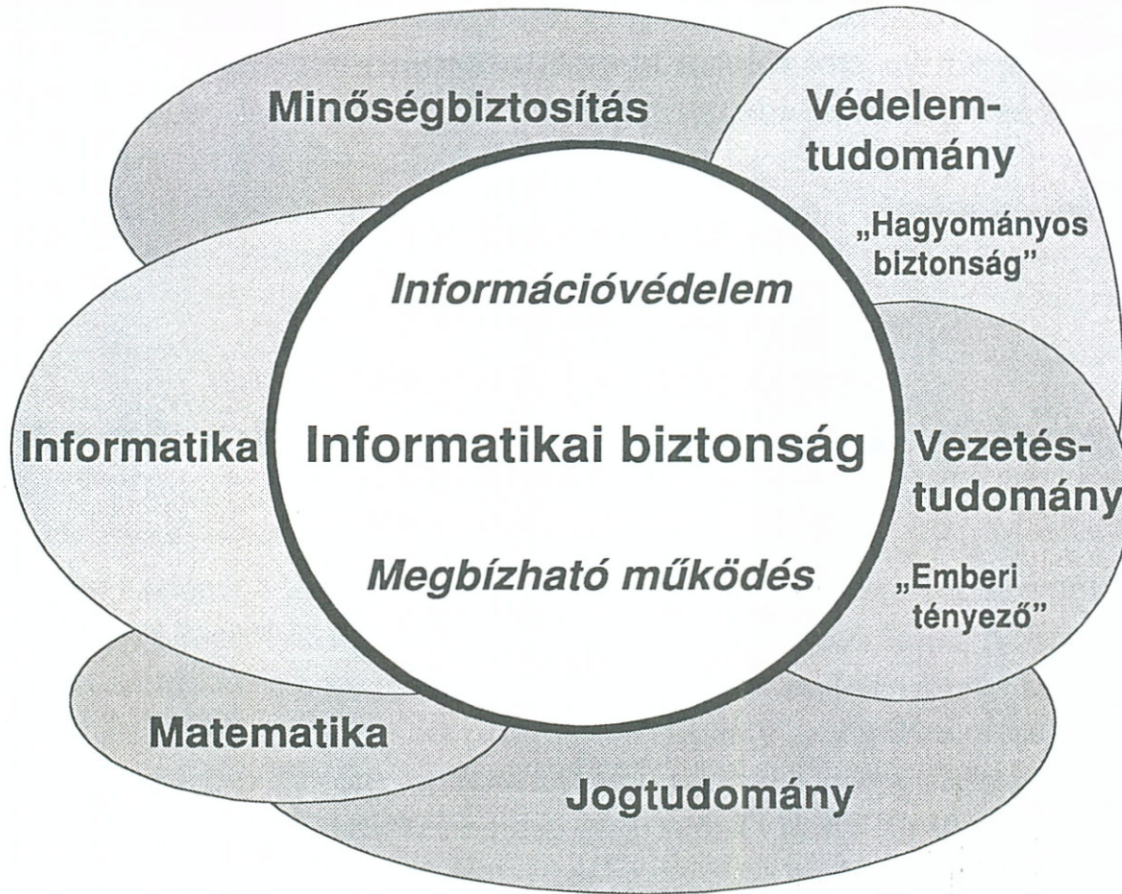 Minőségbiztosítás
Védelem-
tudomány
„Hagyományos
biztonság”
Információvédelem
Informatika
Informatikai biztonság
Vezetés-
tudomány
Megbízható működés
„Emberi
tényező”
Matematika
Jogtudomány